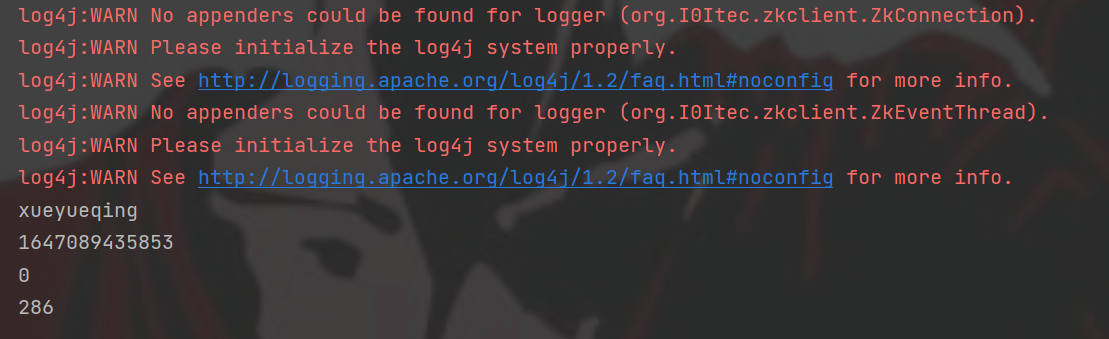 log4j:WARN No appenders could be found for logger (org.I0Itec.zkclient.ZkConnection).
log4j:WARN Please initialize the log4j system properly.
log4j:WARN See http://logging.apache.org/log4j/1.2/faq.html#noconfig for more info.
log4j:WARN No appenders could be found for logger (org.I0Itec.zkclient.ZkEventThread).
log4j:WARN Please initialize the log4j system properly.
log4j:WARN See http://logging.apache.org/log4j/1.2/faq.html#noconfig for more info.
xueyueqing
1647089435853
0
286